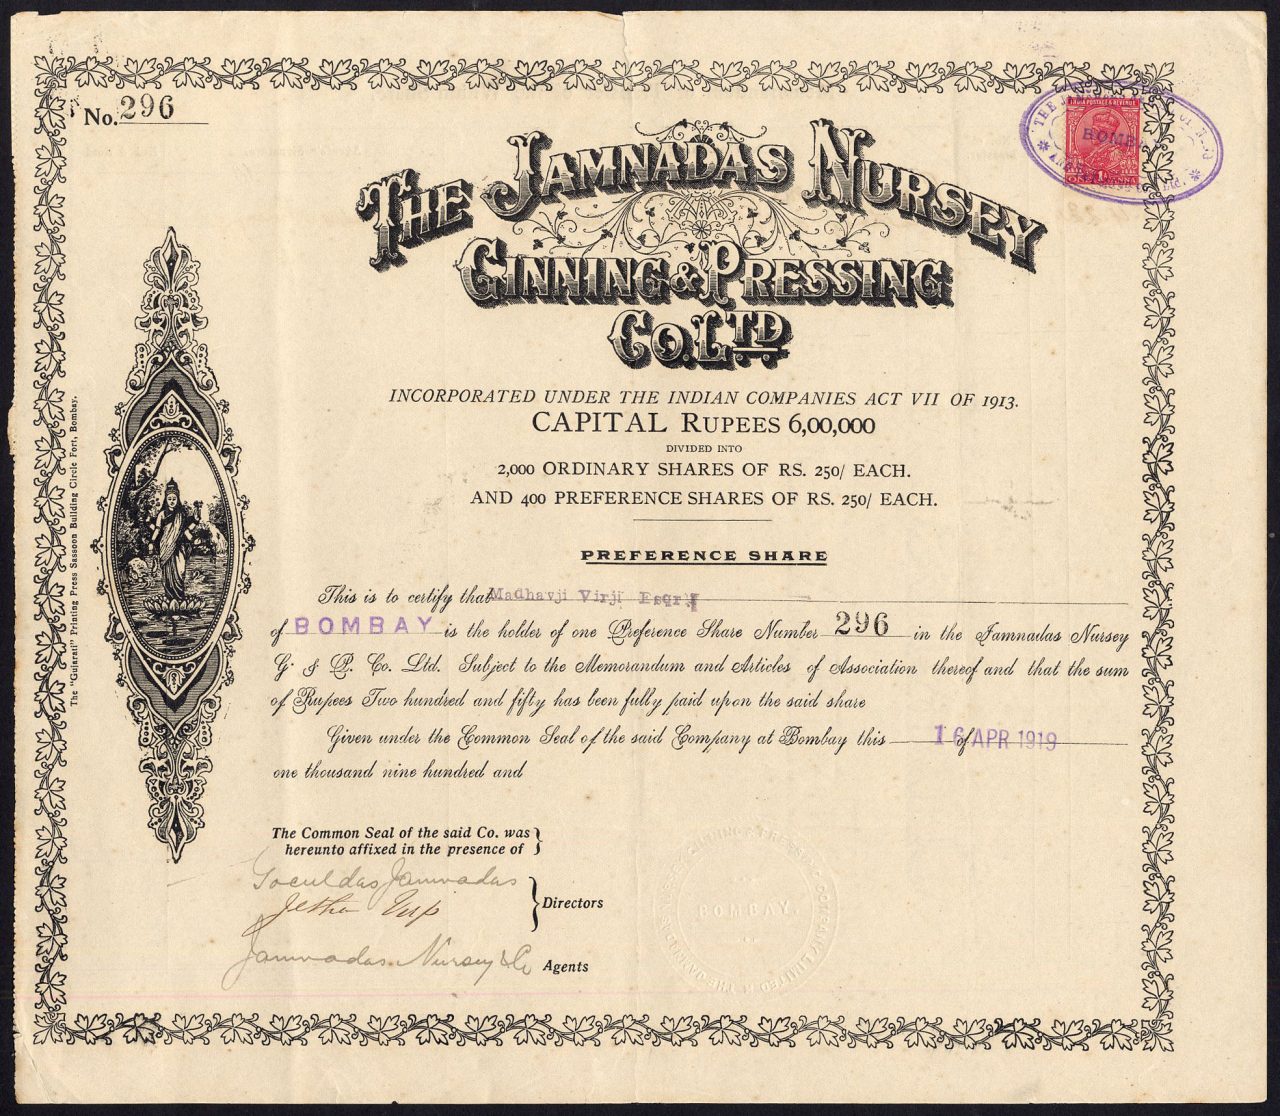 No. 296
INDIA POSTAGE & REVENUE
BOMBAY
THE JAMNADAS NURSEY
GINNING & PRESSING
CO. LTD
INCORPORATED UNDER THE INDIAN COMPANIES ACT VII OF 1913.
CAPITAL RUPEES 6,00,000
DIVIDED INTO
2,000 ORDINARY SHARES OF RS. 250/ EACH.
AND 400 PREFERENCE SHARES OF RS. 250/ EACH.
PREFERENCE SHARE
This is to certify that Madhavji Virji Esqr.
of BOMBAY is the holder of one Preference Share Number 296 in the Jamnadas Nursey
G. & P. Co. Ltd. Subject to the Memorandum and Articles of Association thereof and that the sum
of Rupees Two hundred and fifty has been fully paid upon the said share
Given under the Common Seal of the said Company at Bombay this 16 of APR 1919
one thousand nine hundred and
The Common Seal of the said Co. was
hereunto affixed in the presence of
Goculdas Jamnadas
Directors
Jamnadas Nursey & Co
Agents
BOMBAY.
The "Gujarati" Printing Press Sassoon Building Circle Fort, Bombay.